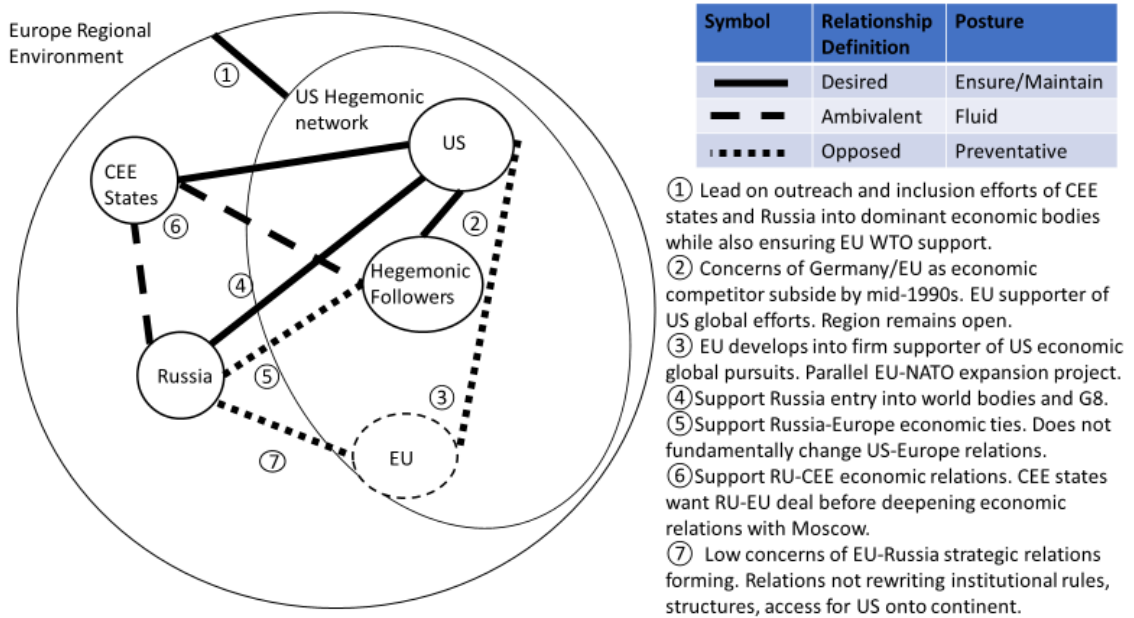 Europe Regional
Environment
①
US Hegemonic
network
US
CEE
States
⑥
②
④
Hegemonic
Followers
Russia
⑤
③
EU
⑦
Symbol Relationship Definition Posture
Desired Ensure/Maintain
Ambivalent Fluid
Opposed Preventative
① Lead on outreach and inclusion efforts of CEE
states and Russia into dominant economic bodies
while also ensuring EU WTO support.
② Concerns of Germany/EU as economic
competitor subside by mid-1990s. EU supporter of
US global efforts. Region remains open.
③ EU develops into firm supporter of US economic
global pursuits. Parallel EU-NATO expansion project.
④Support Russia entry into world bodies and G8.
⑤Support Russia-Europe economic ties. Does not
fundamentally change US-Europe relations.
⑥Support RU-CEE economic relations. CEE states
want RU-EU deal before deepening economic
relations with Moscow.
⑦ Low concerns of EU-Russia strategic relations
forming. Relations not rewriting institutional rules,
structures, access for US onto continent.